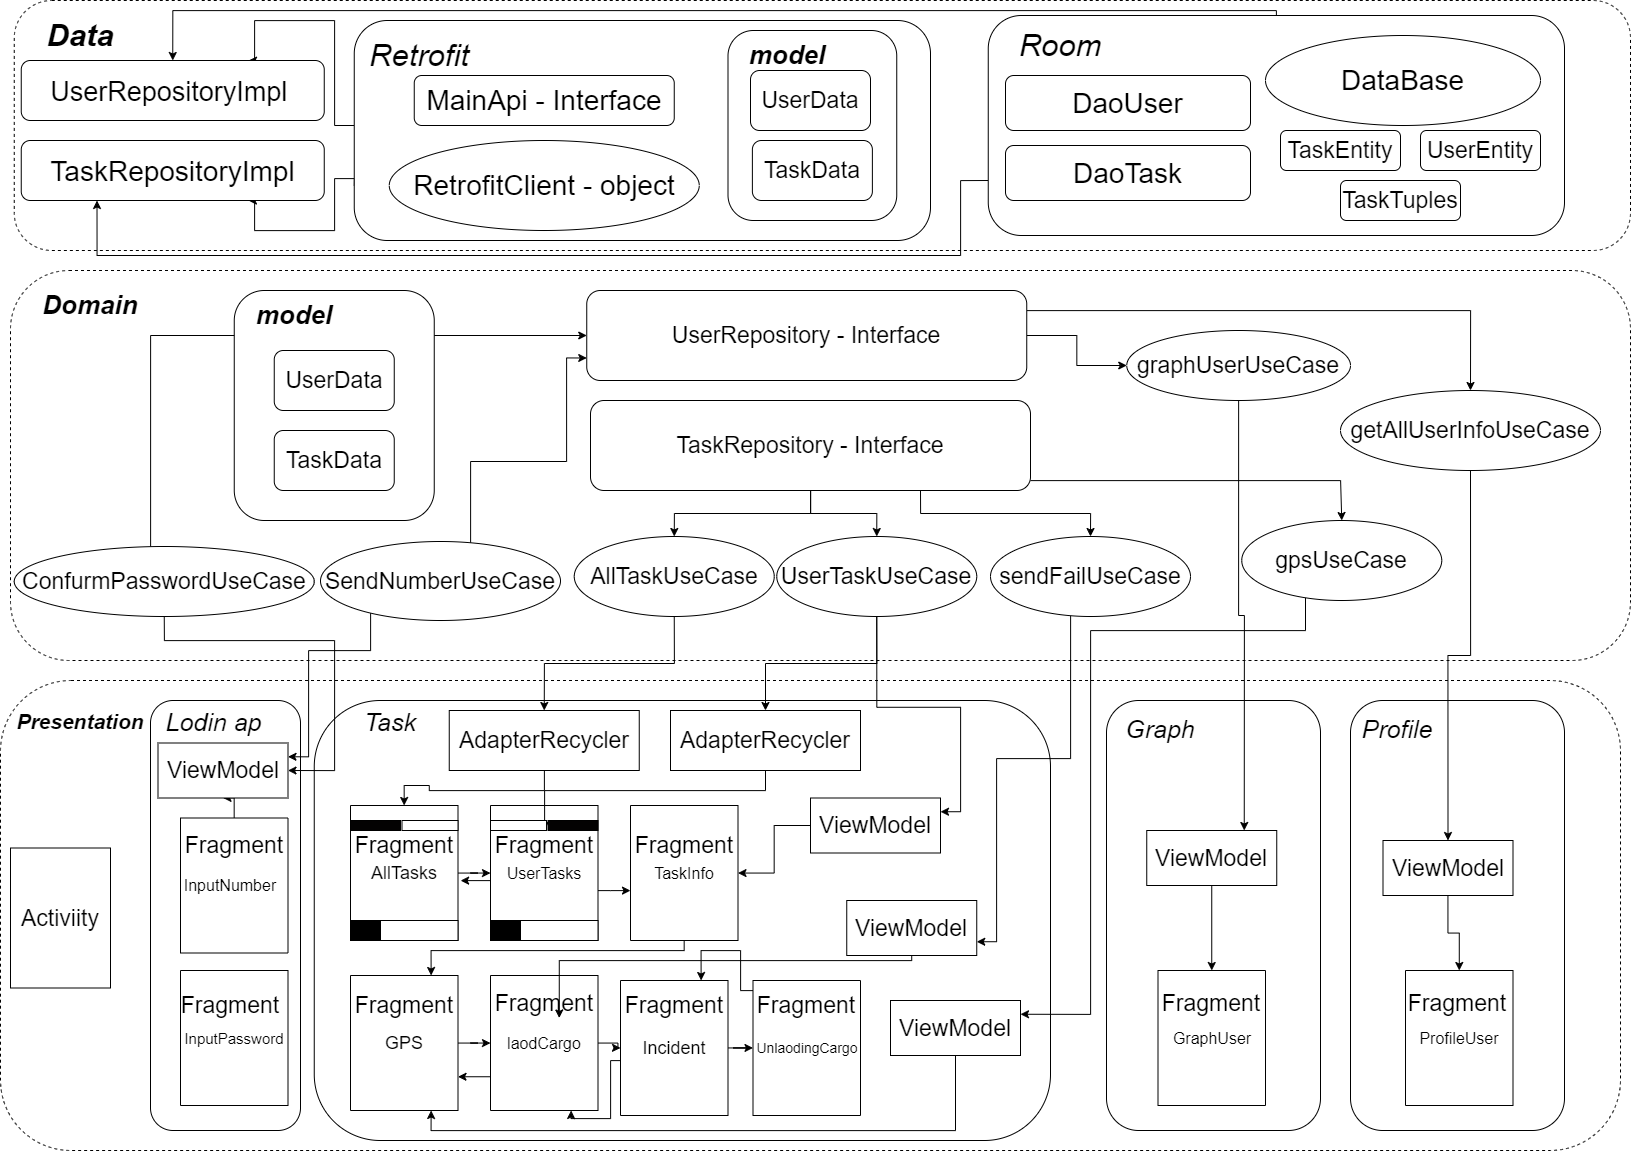 Data
UserRepositoryImpl
TaskRepositoryImpl
Retrofit
MainApi - Interface
RetrofitClient - object
model
UserData
TaskData
Room
DaoUser
DaoTask
DataBase
TaskEntity
UserEntity
TaskTuples
Domain
model
UserData
TaskData
UserRepository - Interface
TaskRepository - Interface
graphUserUseCase
getAllUserInfoUseCase
ConfurmPasswordUseCase
SendNumberUseCase
AllTaskUseCase
UserTaskUseCase
sendFailUseCase
gpsUseCase
Presentation
Activiity
Lodin ap
ViewModel
Fragment
InputNumber
Fragment
InputPassword
Task
AdapterRecycler
AdapterRecycler
Fragment
AllTasks
Fragment
UserTasks
Fragment
TaskInfo
ViewModel
ViewModel
Fragment
GPS
Fragment
laodCargo
Fragment
Incident
Fragment
UnlaodingCargo
ViewModel
Graph
ViewModel
Fragment
GraphUser
Profile
ViewModel
Fragment
ProfileUser